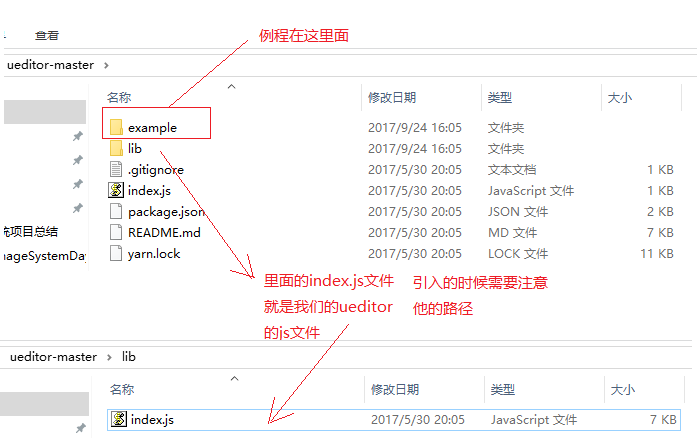 查看
例程在这里面
ueditor-master
名称 修改日期 类型 大小
example 2017/9/24 16:05 文件夹
lib 2017/9/24 16:05 文件夹
.gitignore 2017/5/30 20:05 文本文档 1 KB
index.js 2017/5/30 20:05 JavaScript 文件 1 KB
package.json 2017/5/30 20:05 JSON 文件 2 KB
README.md 2017/5/30 20:05 MD 文件 7 KB
yarn.lock 2017/5/30 20:05 LOCK 文件 11 KB
项目总结
nageSystemDay
里面的index.js文件 引入的时候需要注意
就是我们的ueditor 他的路径
的js文件
ueditor-master lib
名称 修改日期 类型 大小
index.js 2017/5/30 20:05 JavaScript 文件 7 KB